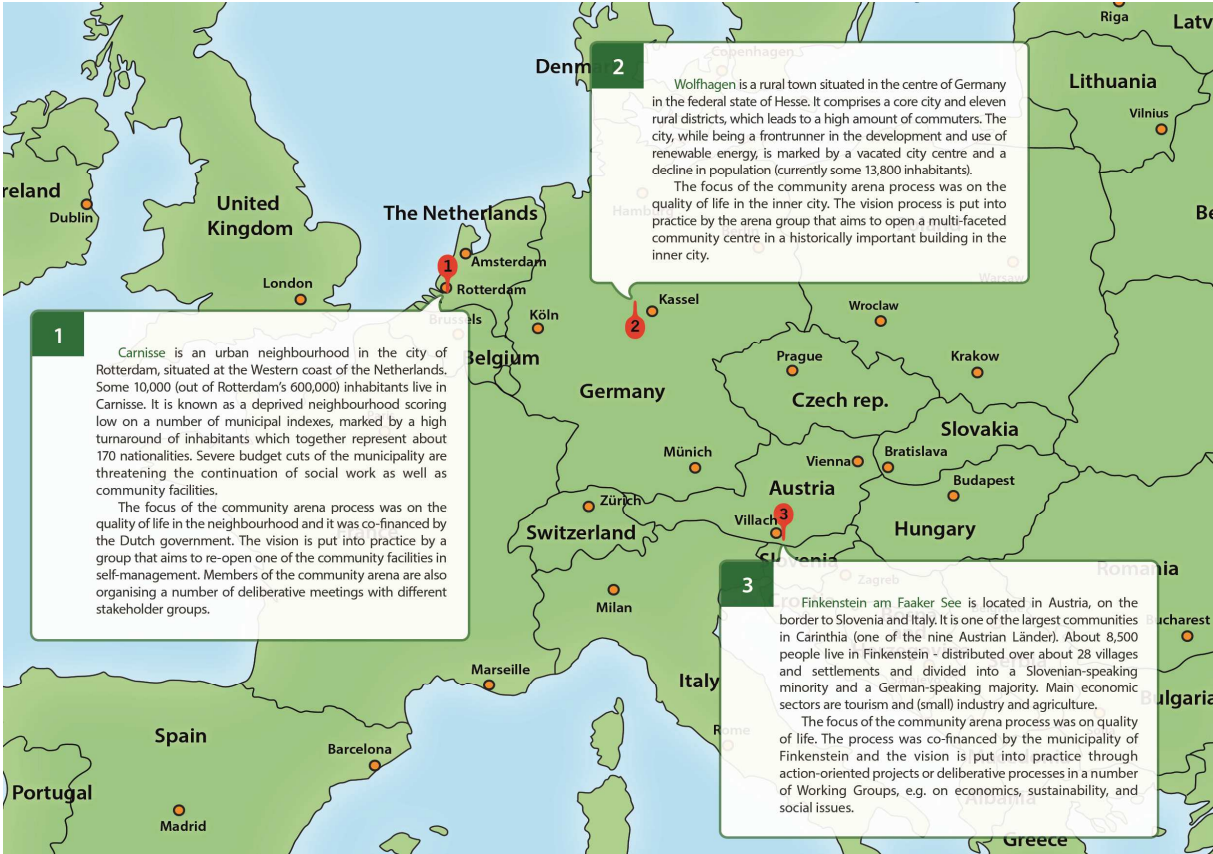 Riga
Latv
Copenhagen
Denm
Lithuania
Vilnius
2
Wolfhagen is a rural town situated in the centre of Germany
in the federal state of Hesse. It comprises a core city and eleven
rural districts, which leads to a high amount of commuters. The
city, while being a frontrunner in the development and use of
renewable energy, is marked by a vacated city centre and a
decline in population (currently some 13,800 inhabitants).
The focus of the community arena process was on the
quality of life in the inner city. The vision process is put into
practice by the arena group that aims to open a multi-faceted
community centre in a historically important building in the
inner city.
Hamburg
Poland
Warsaw
reland
Dublin
United
Kingdom
London
The Netherlands
Amsterdam
1
Rotterdam
Be
Brussels
Belgium
Köln
Kassel
2
Germany
Wroclaw
Prague
Krakow
Czech rep.
Slovakia
1
Carnisse is an urban neighbourhood in the city of
Rotterdam, situated at the Western coast of the Netherlands.
Some 10,000 (out of Rotterdam's 600,000) inhabitants live in
Carnisse. It is known as a deprived neighbourhood scoring
low on a number of municipal indexes, marked by a high
turnaround of inhabitants which together represent about
170 nationalities. Severe budget cuts of the municipality are
threatening the continuation of social work as well as
community facilities.
The focus of the community arena process was on the
quality of life in the neighbourhood and it was co-financed by
the Dutch government. The vision is put into practice by a
group that aims to re-open one of the community facilities in
self-management. Members of the community arena are also
organising a number of deliberative meetings with different
stakeholder groups.
France
Münich
Vienna
Bratislava
Budapest
Austria
Zürich
Switzerland
Villach
3
Hungary
Slovenia
Milan
Zagreb
Romania
3
Finkenstein am Faaker See is located in Austria, on the
border to Slovenia and Italy. It is one of the largest communities
in Carinthia (one of the nine Austrian Länder). About 8,500
people live in Finkenstein - distributed over about 28 villages
and settlements and divided into a Slovenian-speaking
minority and a German-speaking majority. Main economic
sectors are tourism and (small) industry and agriculture.
The focus of the community arena process was on quality
of life. The process was co-financed by the municipality of
Finkenstein and the vision is put into practice through
action-oriented projects or deliberative processes in a number
of Working Groups, e.g. on economics, sustainability, and
social issues.
ucharest
Bulgaria
Marseille
Italy
Rome
Spain
Barcelona
Portugal
Madrid
Albania
Greece